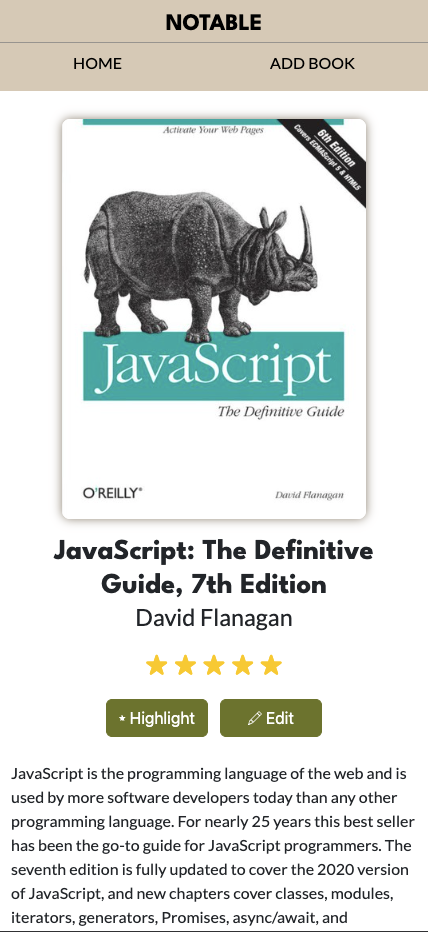 NOTABLE
HOME ADD BOOK
Activate Your Web Pages
6th Edition
Covers ECMAScript 5 & HTML5
JavaScript
The Definitive Guide
O'REILLY®
David Flanagan
JavaScript: The Definitive
Guide, 7th Edition
David Flanagan
Highlight Edit
JavaScript is the programming language of the web and is
used by more software developers today than any other
programming language. For nearly 25 years this best seller
has been the go-to guide for JavaScript programmers. The
seventh edition is fully updated to cover the 2020 version
of JavaScript, and new chapters cover classes, modules,
iterators, generators, Promises, async/await, and